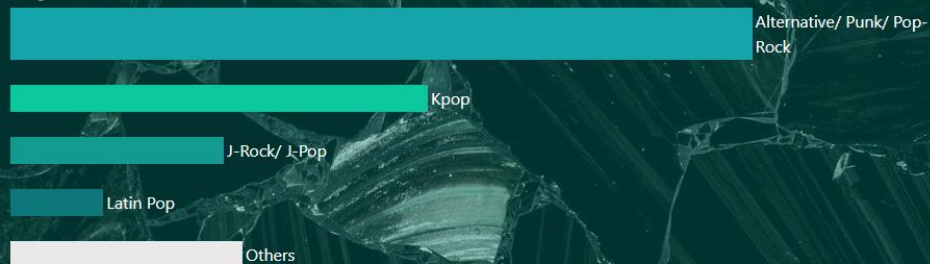 Alternative/ Punk/ Pop-
Rock
Kpop
J-Rock/ J-Pop
Latin Pop
Others